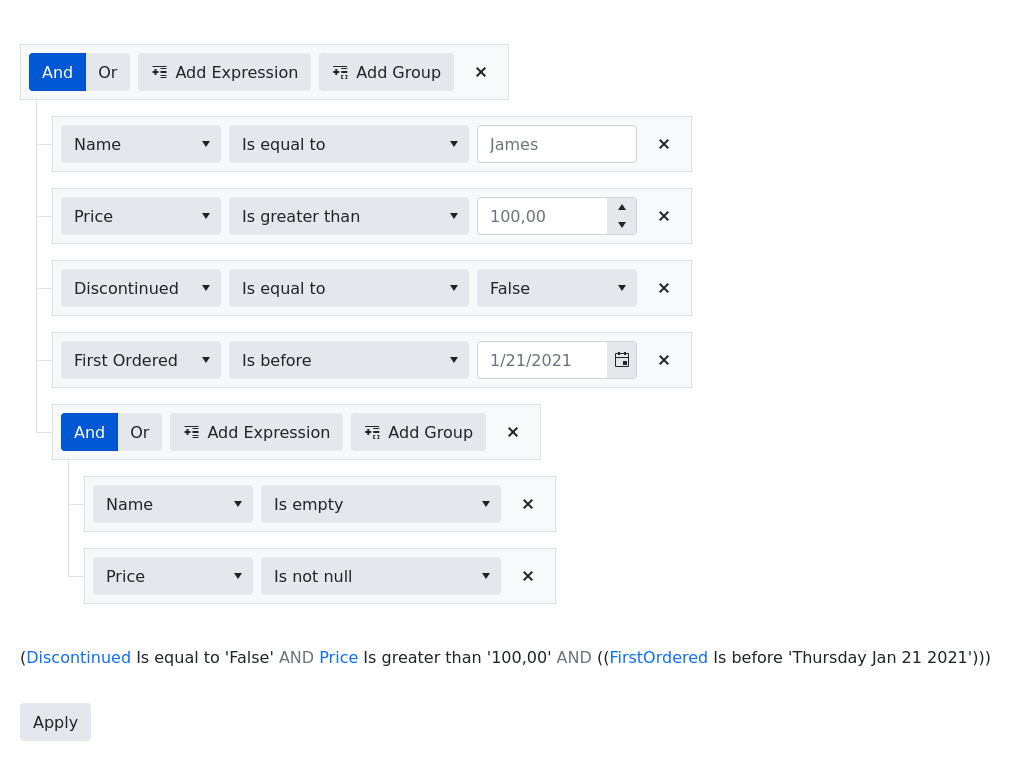 And Or Add Expression Add Group
Name Is equal to James
Price Is greater than 100,00
Discontinued Is equal to False
First Ordered Is before 1/21/2021
And Or Add Expression Add Group
Name Is empty
Price Is not null
(Discontinued Is equal to 'False' AND Price Is greater than '100,00' AND ((FirstOrdered Is before 'Thursday Jan 21 2021')))
Apply